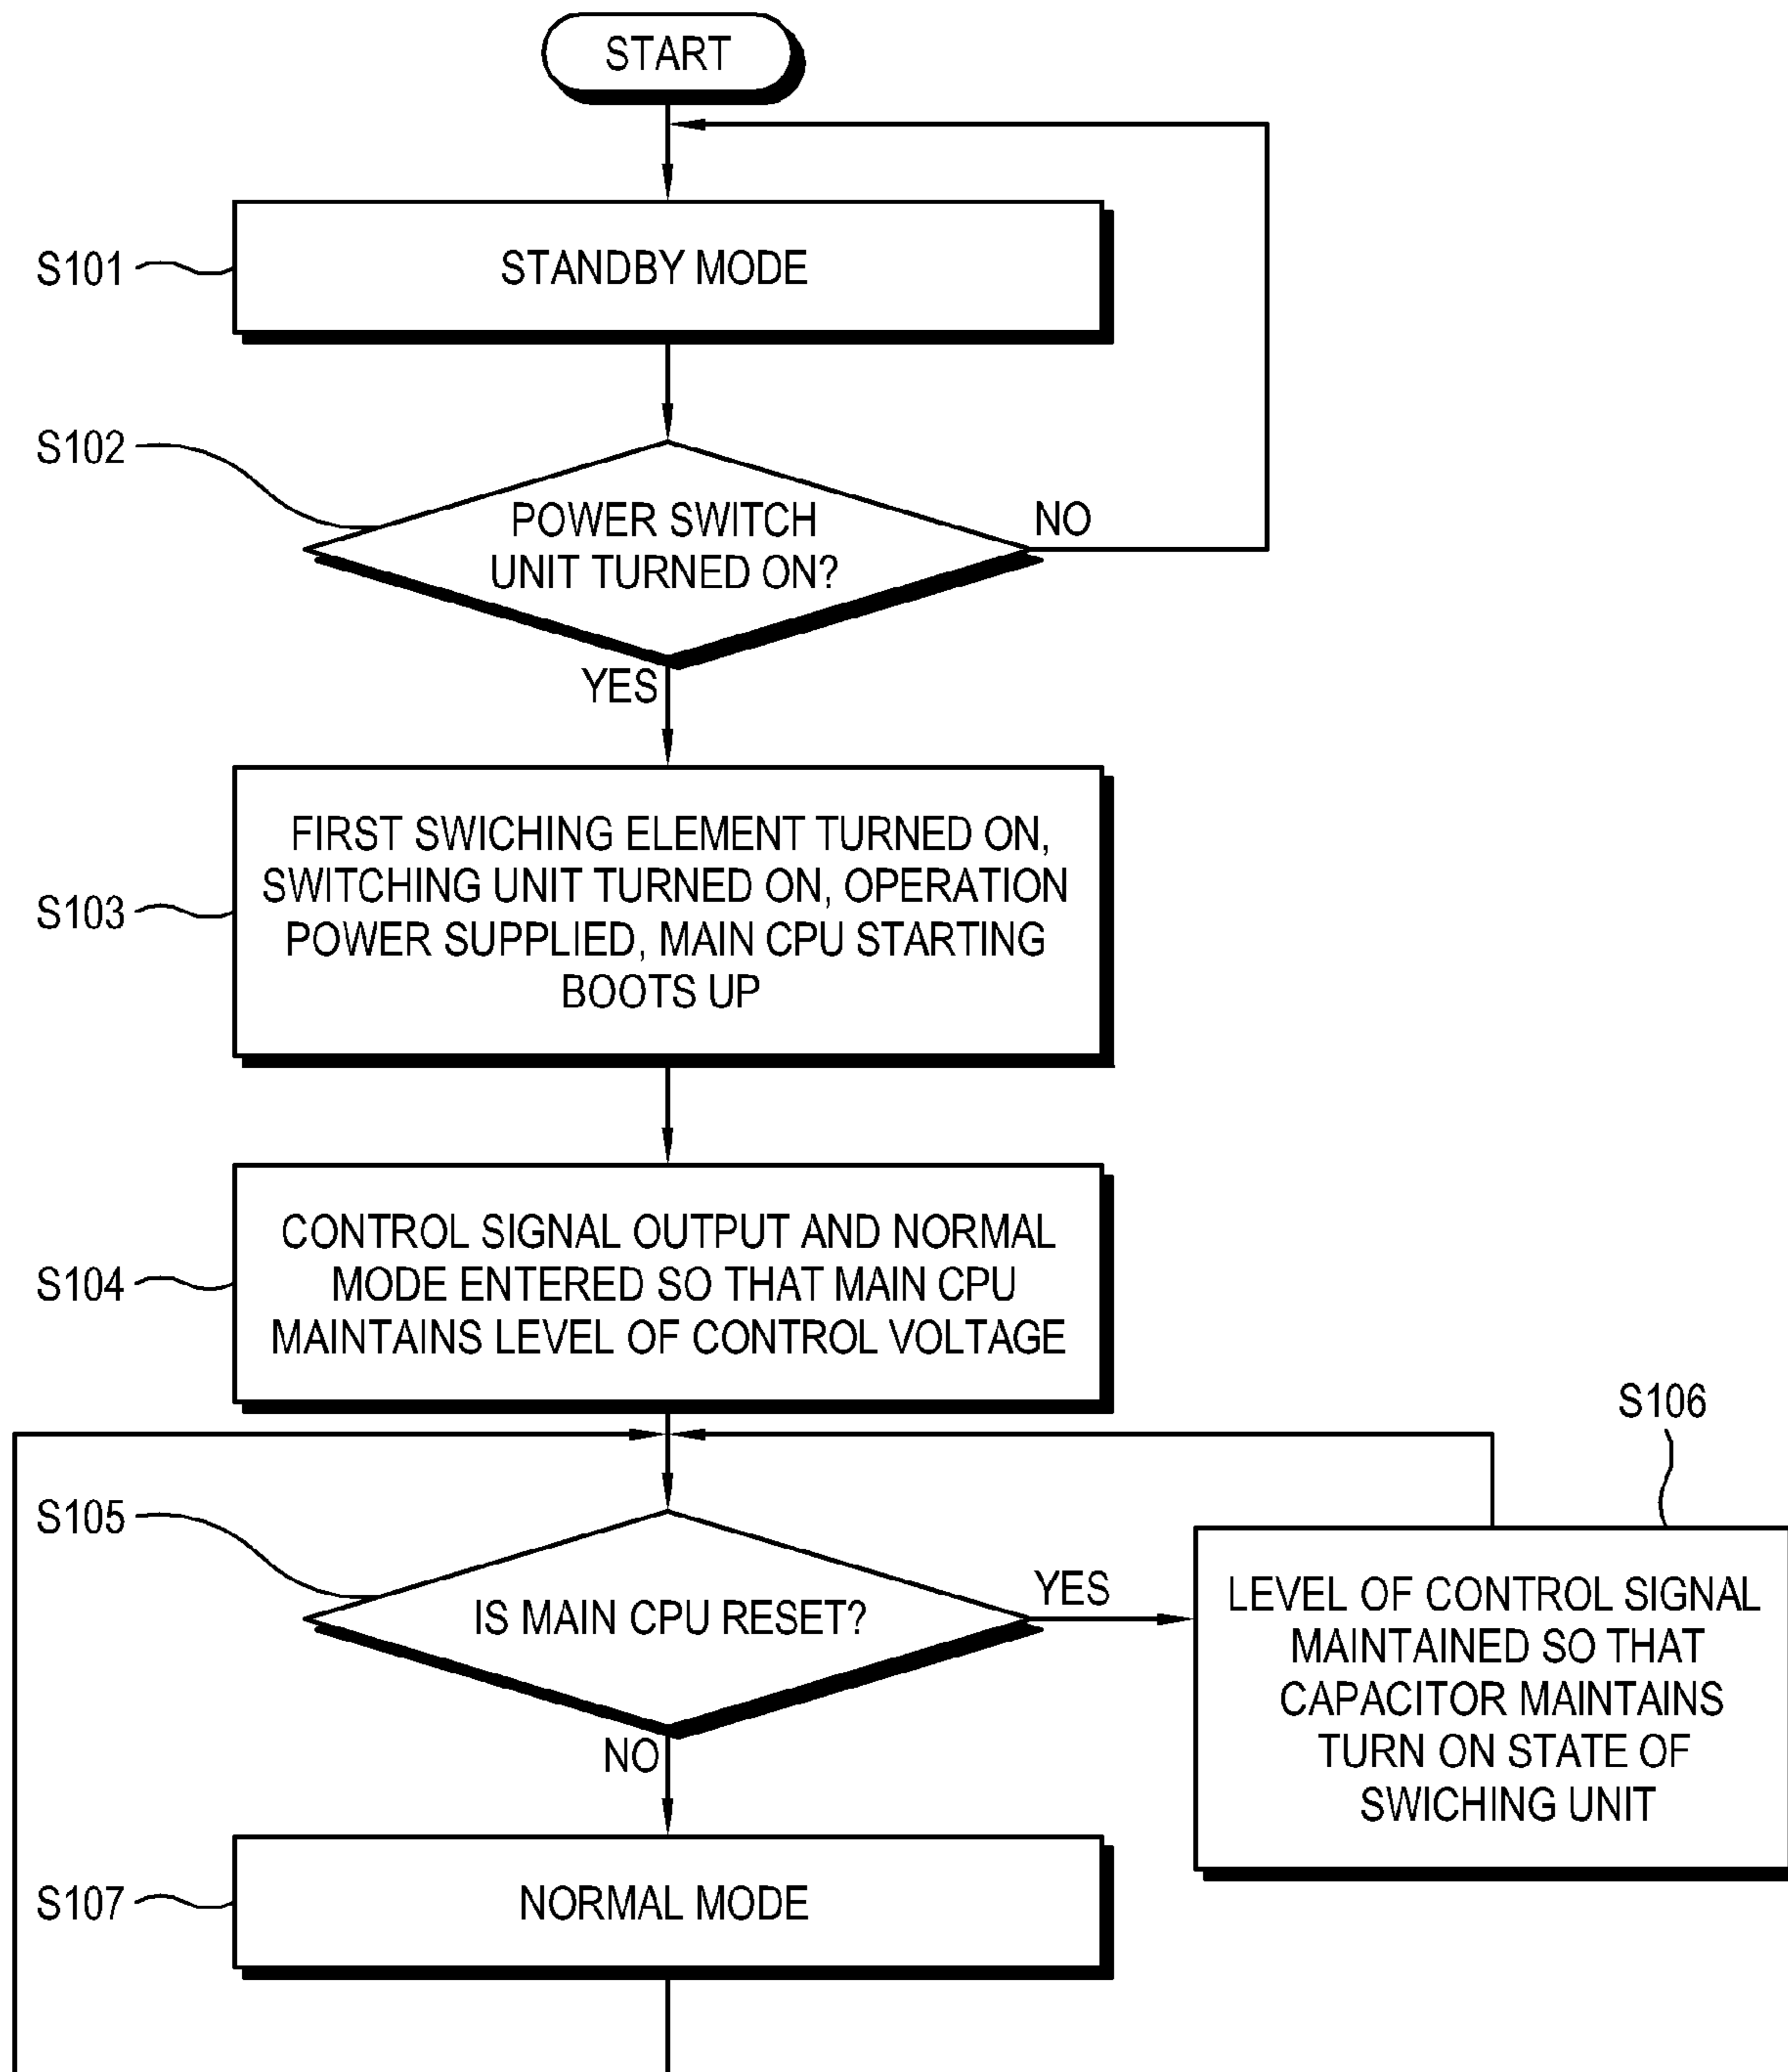 START
S101
STANDBY MODE
S102
POWER SWITCH
UNIT TURNED ON?
NO
YES
S103
FIRST SWICHING ELEMENT TURNED ON,
SWITCHING UNIT TURNED ON, OPERATION
POWER SUPPLIED, MAIN CPU STARTING
BOOTS UP
S104
CONTROL SIGNAL OUTPUT AND NORMAL
MODE ENTERED SO THAT MAIN CPU
MAINTAINS LEVEL OF CONTROL VOLTAGE
S105
IS MAIN CPU RESET?
YES
S106
LEVEL OF CONTROL SIGNAL
MAINTAINED SO THAT
CAPACITOR MAINTAINS
TURN ON STATE OF
SWICHING UNIT
NO
S107
NORMAL MODE